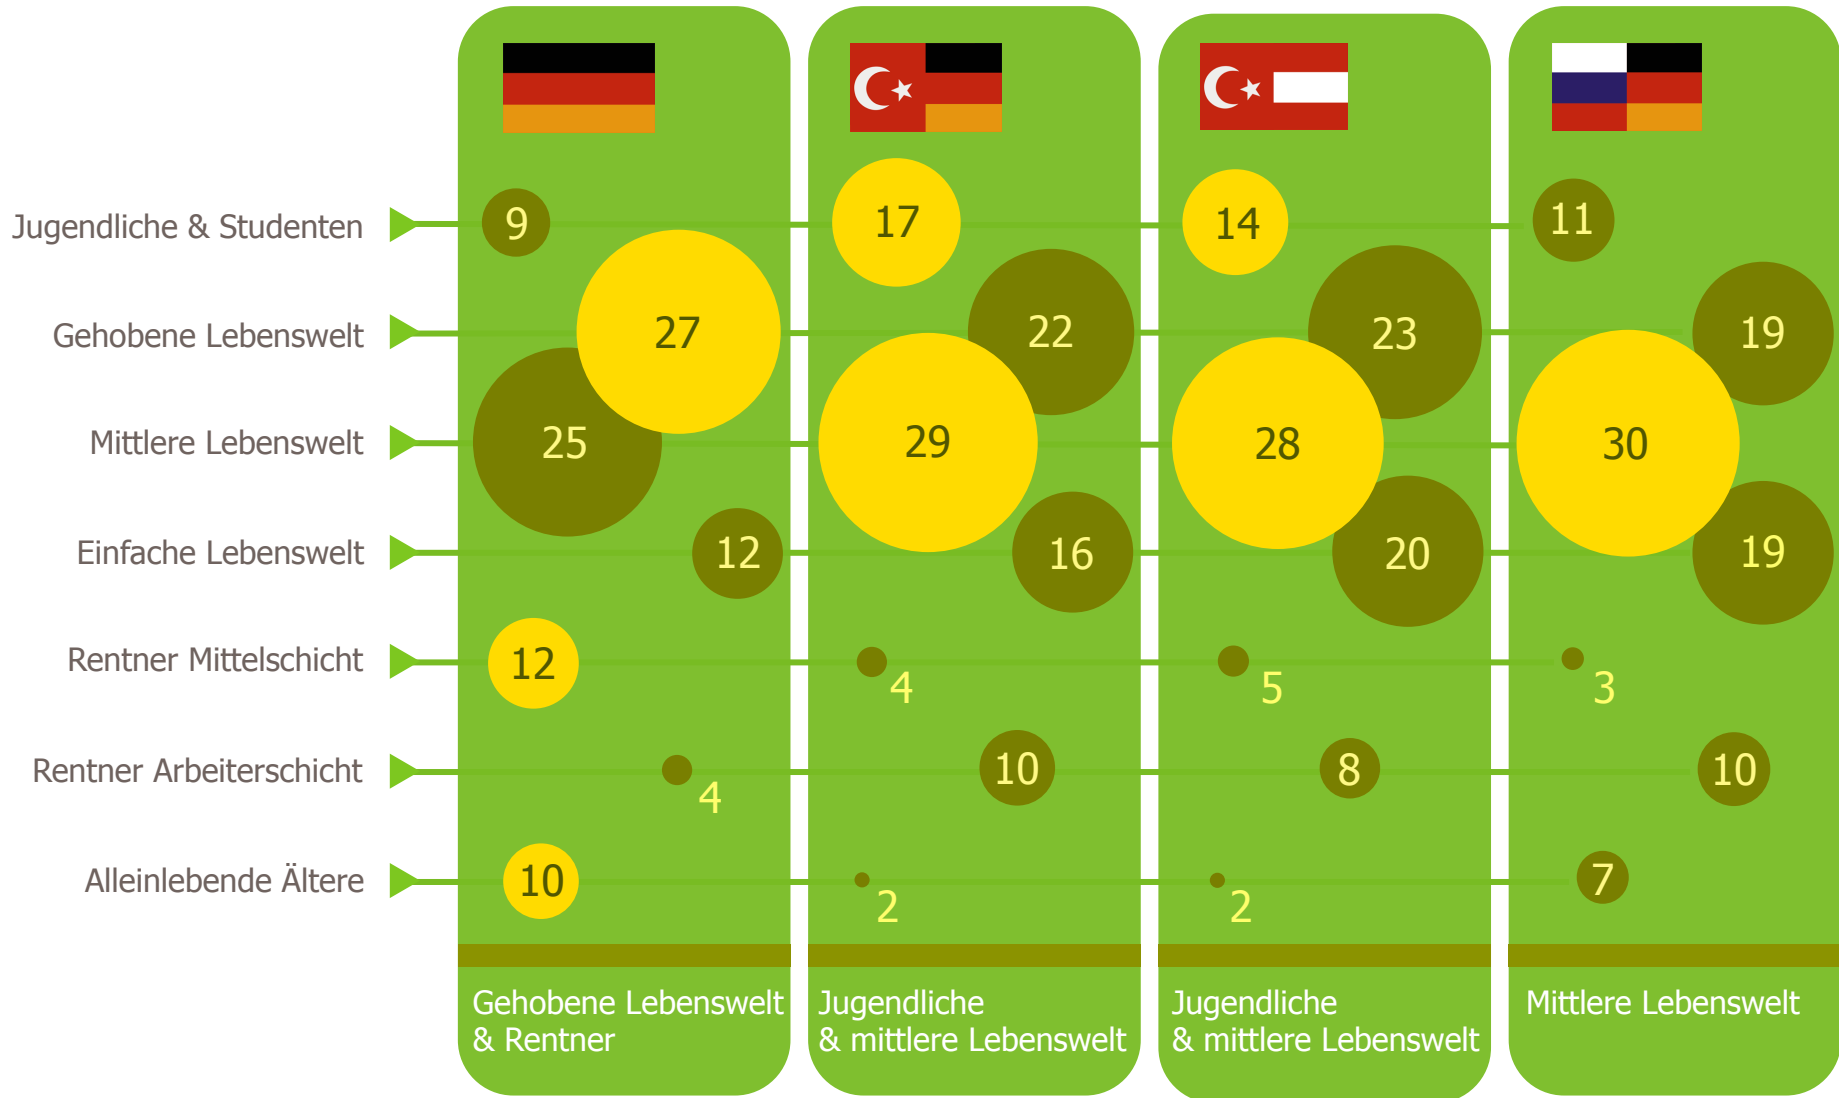 Jugendliche & Studenten 9 17 14 11
Gehobene Lebenswelt 27 22 23 19
Mittlere Lebenswelt 25 29 28 30
Einfache Lebenswelt 12 16 20 19
Rentner Mittelschicht 12 4 5 3
Rentner Arbeiterschicht 4 10 8 10
Alleinlebende Ältere 10 2 2 7
Gehobene Lebenswelt
& Rentner
Jugendliche
& mittlere Lebenswelt
Jugendliche
& mittlere Lebenswelt
Mittlere Lebenswelt